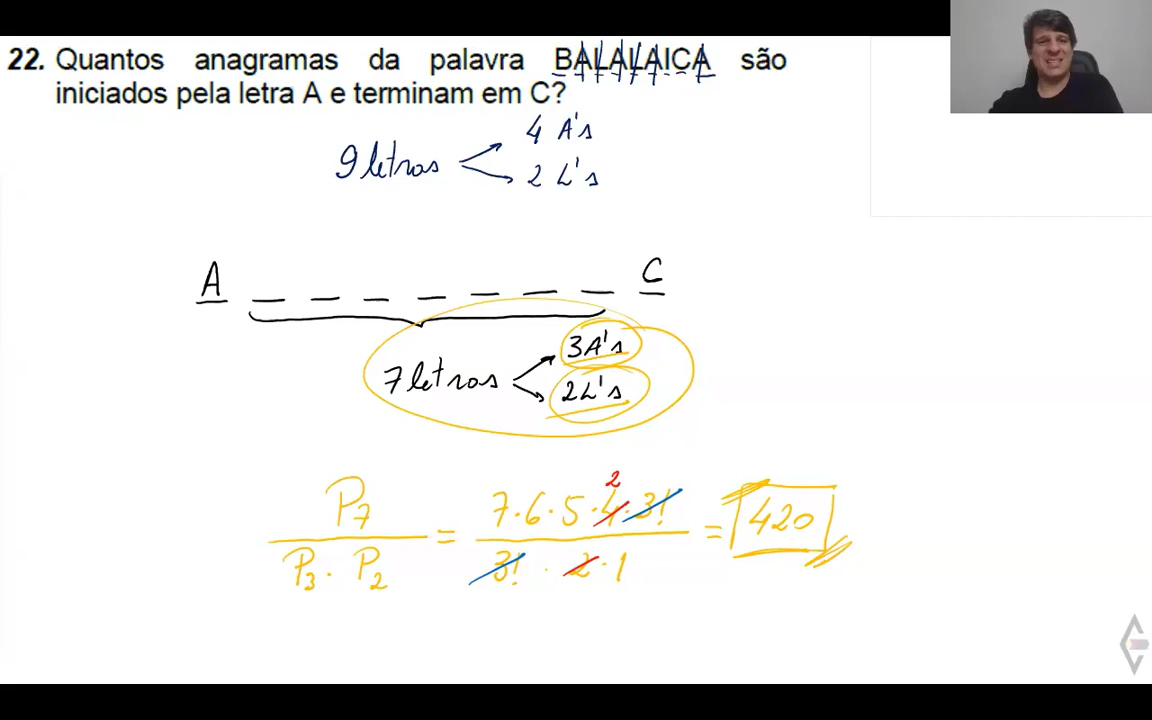 22. Quantos anagramas da palavra BALALAICA são
iniciados pela letra A e terminam em C?
4 A's
9 letras
2 L's
A _ _ _ _ _ _ _ C
3A's
7 letras
2L's
P7 / P3 . P2 = 7.6.5.4.3! / 3! . 2.1 = 420
2